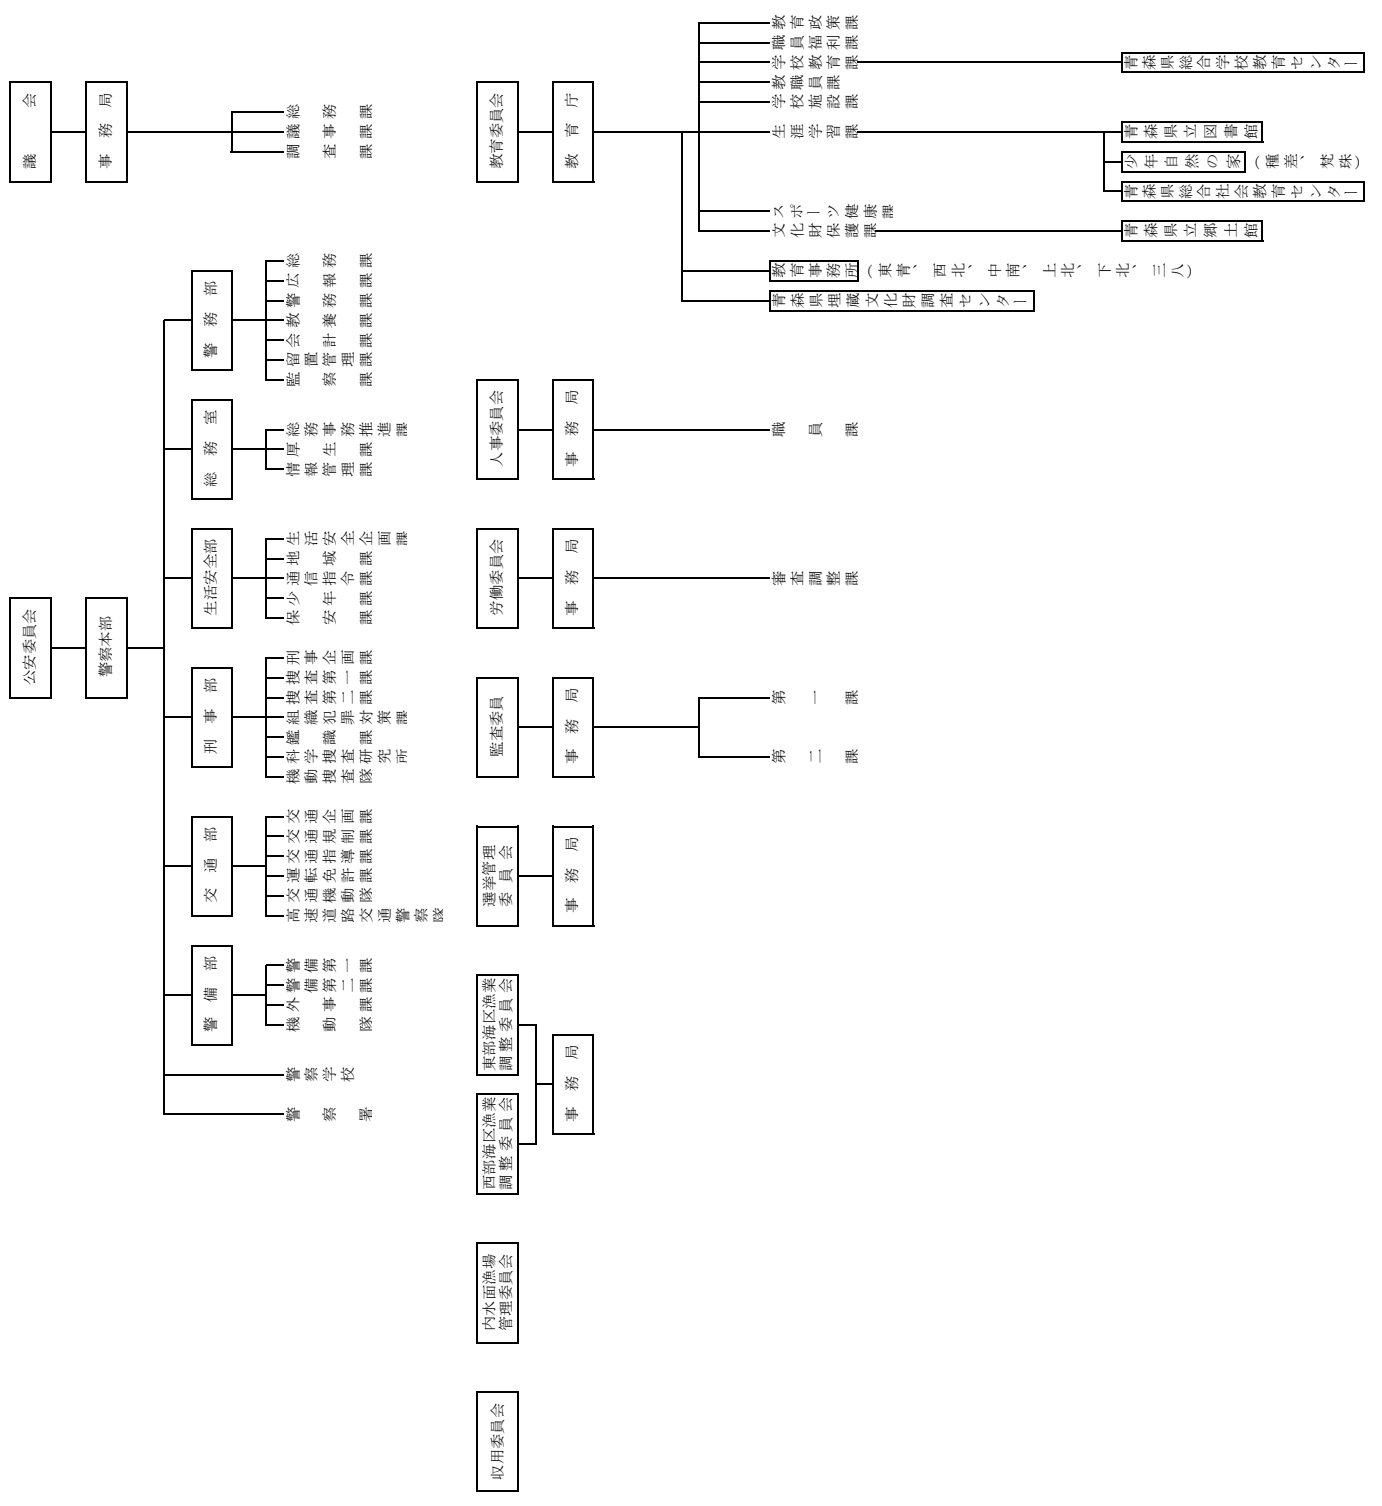 議会
事務局
総務課
議事課
調査課
公安委員会
警察本部
警務部
総務課
広報課
警務課
教養課
会計課
留置管理課
監察課
総務室
総務事務推進課
厚生課
情報管理課
生活安全部
生活安全企画課
地域課
通信指令課
少年課
保安課
刑事部
刑事企画課
捜査第一課
捜査第二課
組織犯罪対策課
鑑識課
科学捜査研究所
機動捜査隊
交通部
交通企画課
交通規制課
交通指導課
運転免許課
交通機動隊
高速道路交通警察隊
警備部
警備第一課
警備第二課
外事課
機動隊
警察学校
警察署
教育委員会
教育庁
教育政策課
職員福利課
学校教育課
青森県総合学校教育センター
教職員課
学校施設課
生涯学習課
青森県立図書館
少年自然の家(種差、梵珠)
青森県総合社会教育センター
スポーツ健康課
文化財保護課
青森県立郷土館
教育事務所(東青、西北、中南、上北、下北、三八)
青森県埋蔵文化財調査センター
人事委員会
事務局
職員課
労働委員会
事務局
審査調整課
監査委員
事務局
第一課
第二課
選挙管理
委員会
事務局
東部海区漁業
調整委員会
西部海区漁業
調整委員会
事務局
内水面漁場
管理委員会
収用委員会